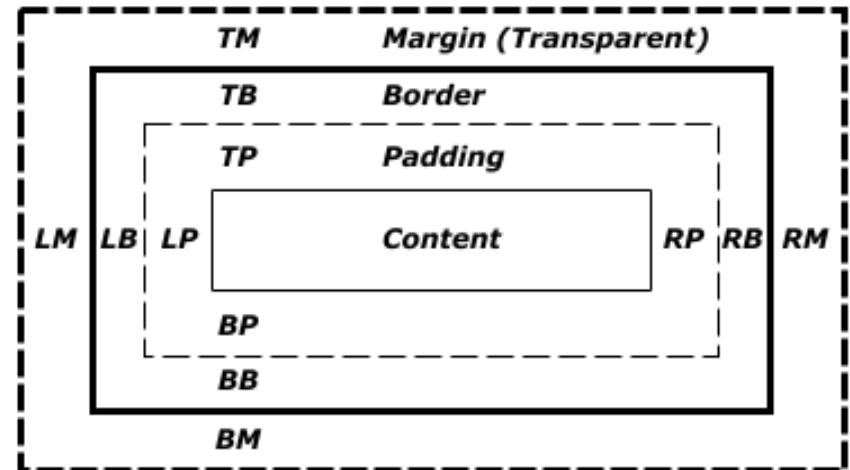 TM Margin (Transparent)
TB Border
TP Padding
LM LB LP Content RP RB RM
BP
BB
BM